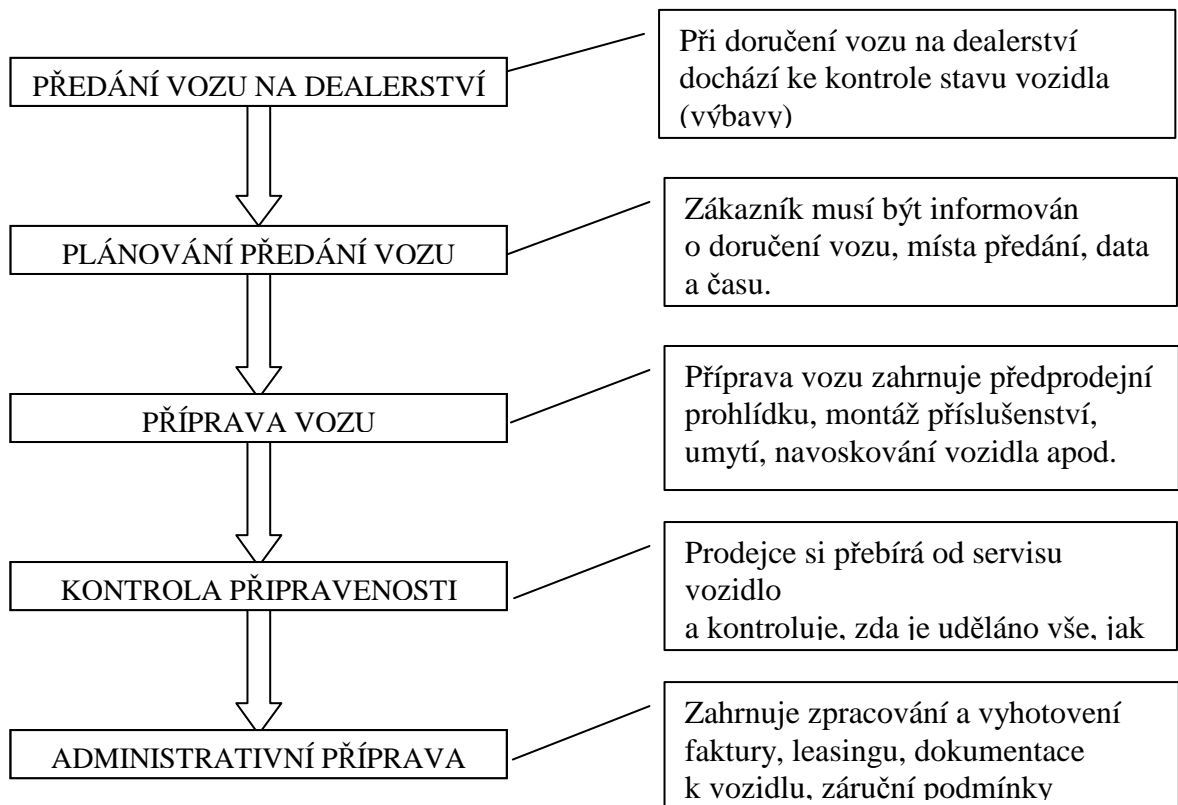 PŘEDÁNÍ VOZU NA DEALERSTVÍ
Při doručení vozu na dealerství
dochází ke kontrole stavu vozidla
(výbavy)
PLÁNOVÁNÍ PŘEDÁNÍ VOZU
Zákazník musí být informován
o doručení vozu, místa předání, data
a času.
PŘÍPRAVA VOZU
Příprava vozu zahrnuje předprodejní
prohlídku, montáž příslušenství,
umytí, navoskování vozidla apod.
KONTROLA PŘIPRAVENOSTI
Prodejce si přebírá od servisu
vozidlo
a kontroluje, zda je uděláno vše, jak
ADMINISTRATIVNÍ PŘÍPRAVA
Zahrnuje zpracování a vyhotovení
faktury, leasingu, dokumentace
k vozidlu, záruční podmínky